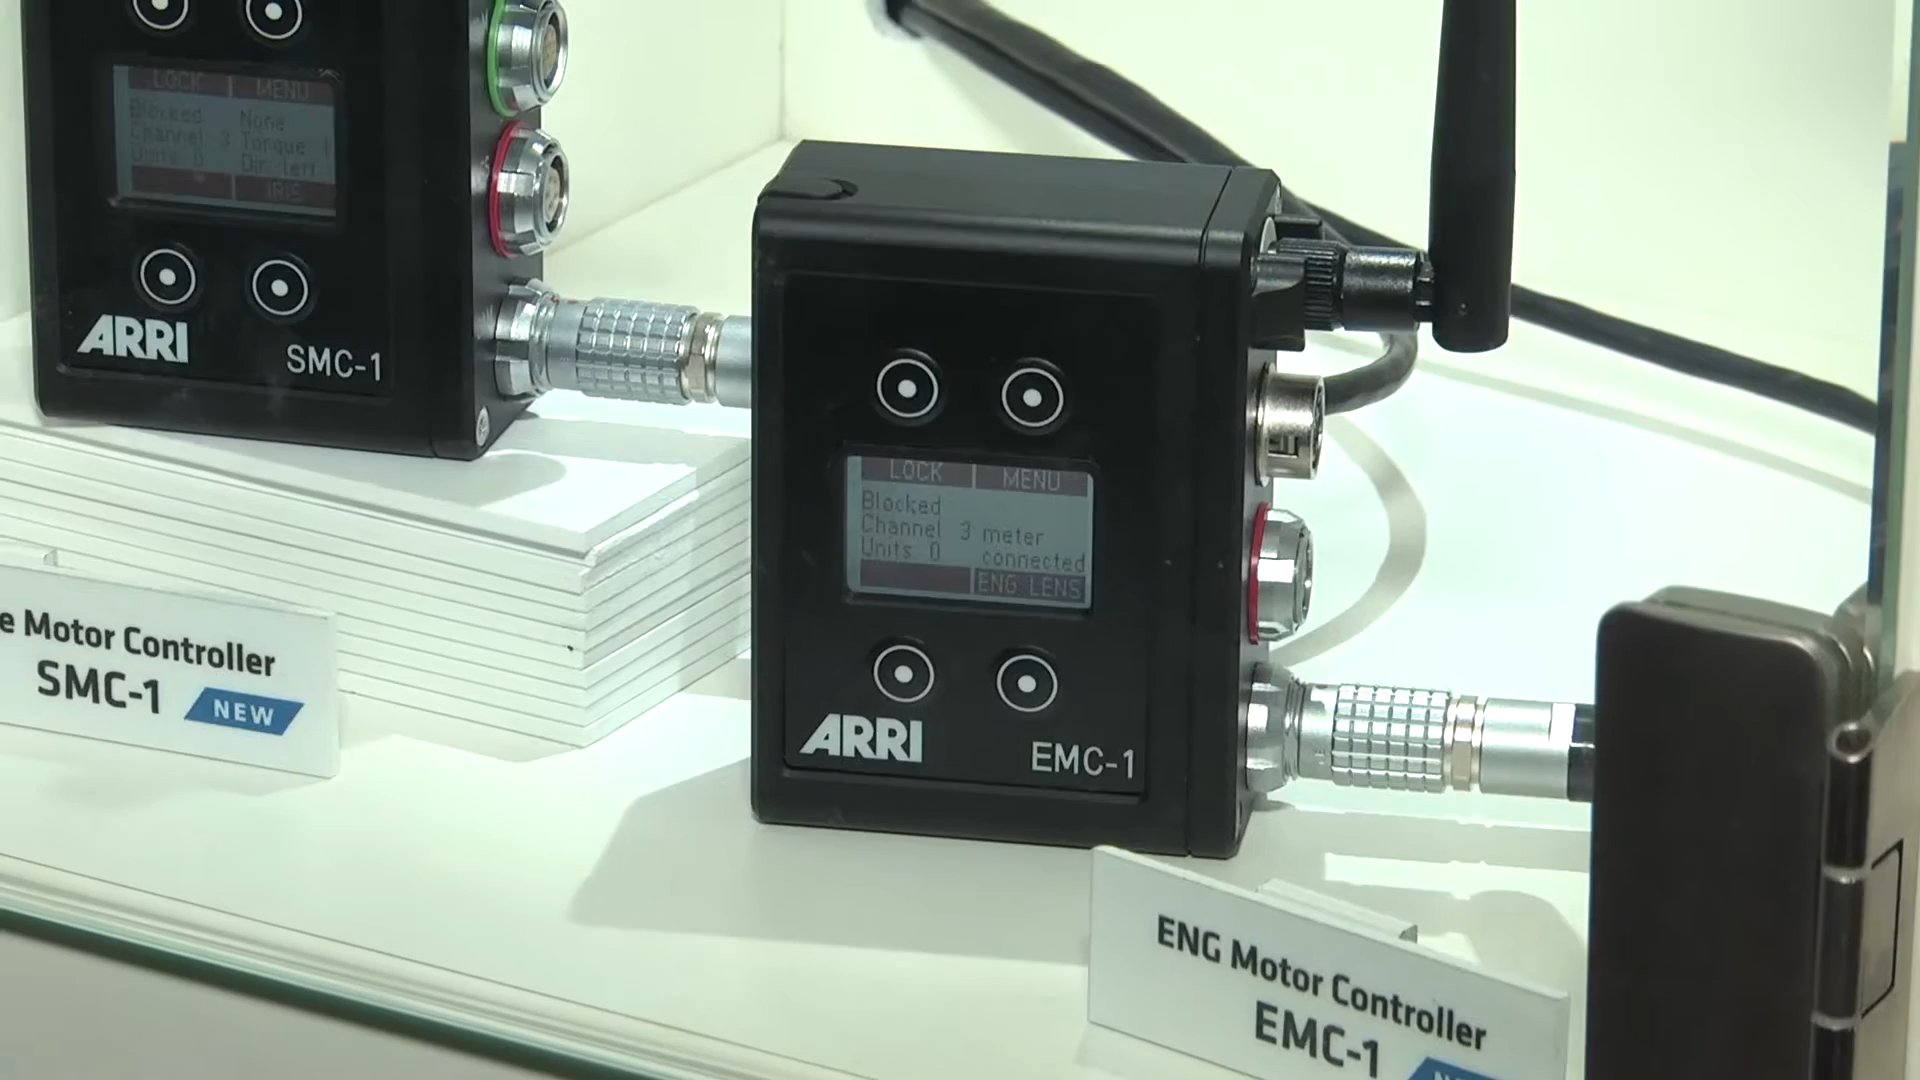 LOCK MENU
Blocked None
Channel 3 Torque 1
Units 0 Dir. left
IRIS
ARRI
SMC-1
e Motor Controller
SMC-1 NEW
LOCK MENU
Blocked
Channel 3 meter
Units 0 connected
ENG LENS
ARRI
EMC-1
ENG Motor Controller
EMC-1